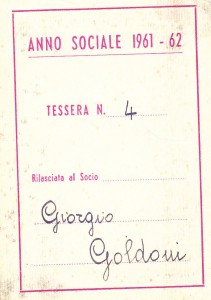 ANNO SOCIALE 1961 - 62
TESSERA N. 4
Rilasciata al Socio
Giorgio
Goldoni